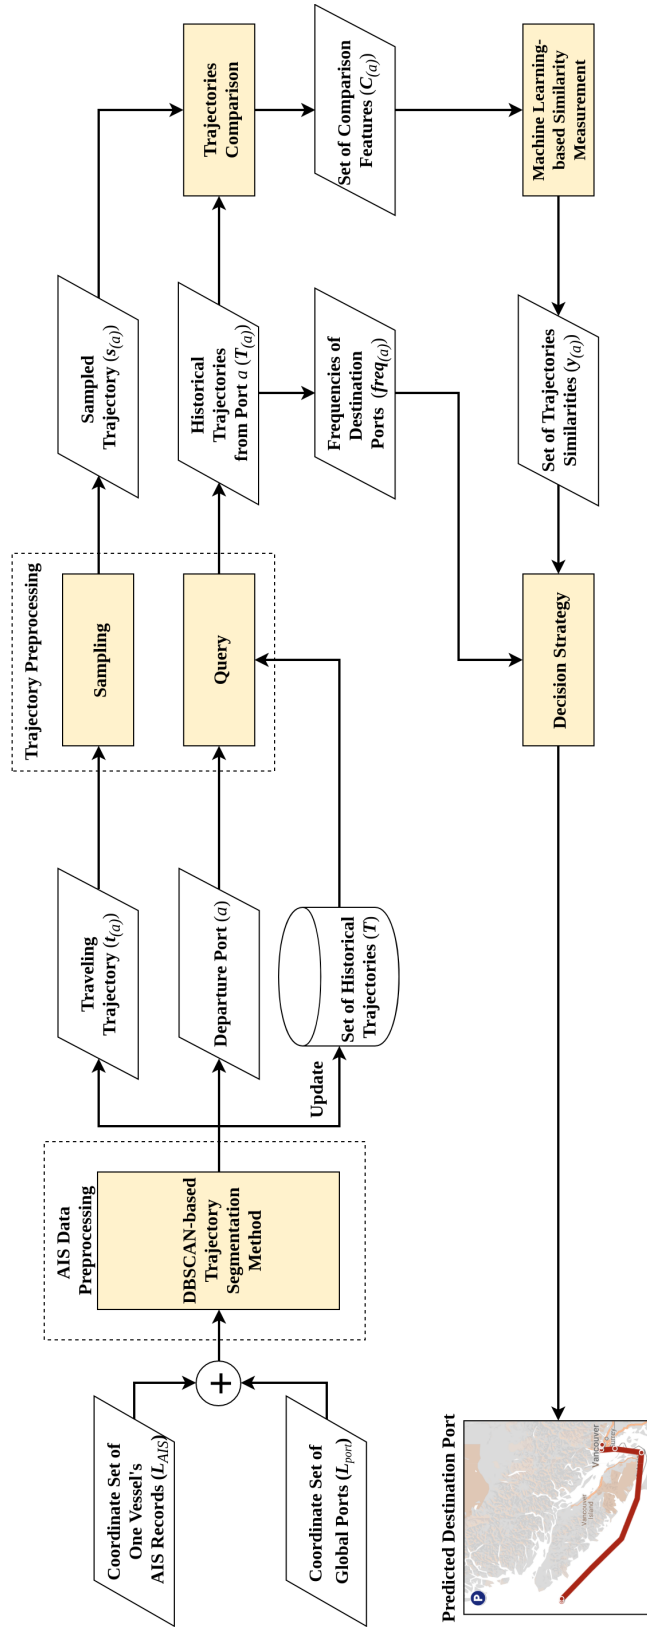 Coordinate Set of
One Vessel's
AIS Records (L_AIS)
Coordinate Set of
Global Ports (L_port)
+
AIS Data
Preprocessing
DBSCAN-based
Trajectory
Segmentation
Method
Update
Traveling
Trajectory (t_(a))
Departure Port (a)
Set of Historical
Trajectories (T)
Trajectory Preprocessing
Sampling
Query
Sampled
Trajectory (s_(a))
Historical
Trajectories
from Port a (T_(a))
Frequencies of
Destination
Ports (freq_(a))
Trajectories
Comparison
Set of Comparison
Features (C_(a))
Machine Learning-
based Similarity
Measurement
Set of Trajectories
Similarities (y_(a))
Decision Strategy
Predicted Destination Port
P
Vancouver
Vancouver
Island